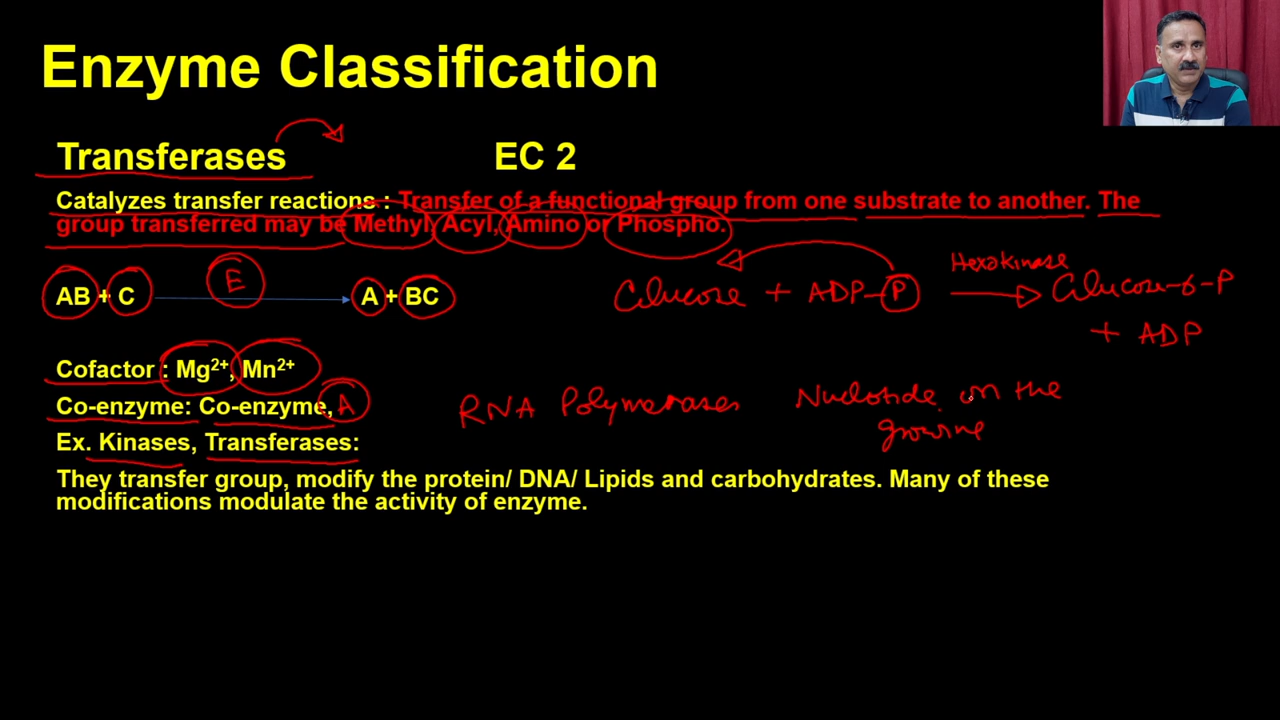 Enzyme Classification
Transferases EC 2
Catalyzes transfer reactions : Transfer of a functional group from one substrate to another. The
group transferred may be Methyl, Acyl, Amino or Phospho.
AB + C E A + BC
Glucose + ADP-P Hexokinase Glucose-6-P
+ ADP
Cofactor : Mg²⁺, Mn²⁺
Co-enzyme: Co-enzyme, A
RNA Polymerases Nucleotide on the
growing
Ex. Kinases, Transferases:
They transfer group, modify the protein/ DNA/ Lipids and carbohydrates. Many of these
modifications modulate the activity of enzyme.